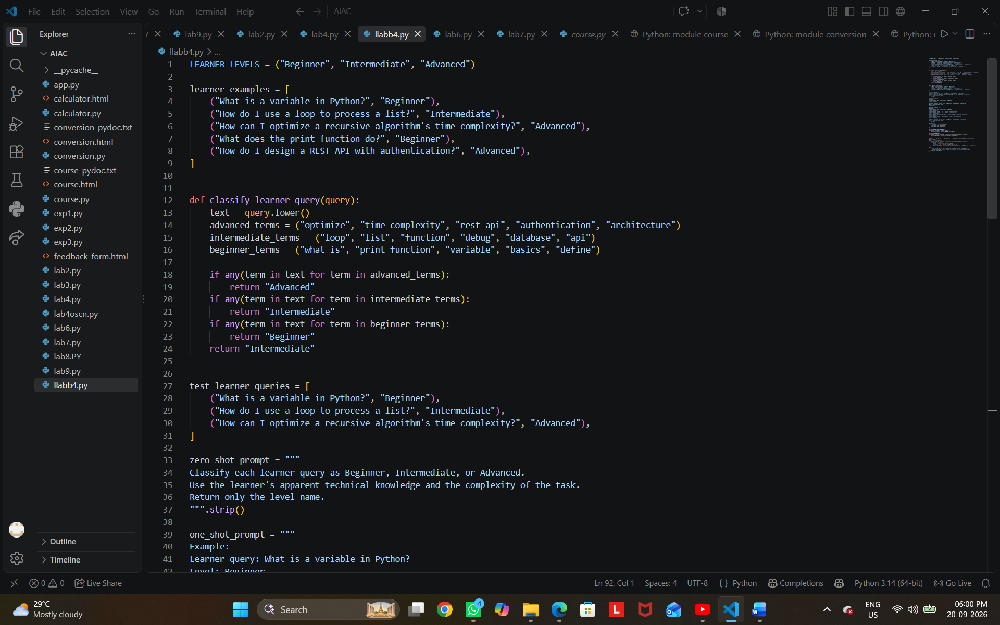 File Edit Selection View Go Run Terminal Help
AIAC
Explorer
lab9.py lab2.py lab4.py llabb4.py lab6.py lab7.py course.py Python: module course Python: module conversion Python:
llabb4.py > ...
AIAC
__pycache__
app.py
calculator.html
calculator.py
conversion_pydoc.txt
conversion.html
conversion.py
course_pydoc.txt
course.html
course.py
exp1.py
exp2.py
exp3.py
feedback_form.html
lab2.py
lab3.py
lab4.py
lab4oscn.py
lab6.py
lab7.py
lab8.PY
lab9.py
llabb4.py
Outline
Timeline
1 LEARNER_LEVELS = ("Beginner", "Intermediate", "Advanced")
2
3 learner_examples = [
4     ("What is a variable in Python?", "Beginner"),
5     ("How do I use a loop to process a list?", "Intermediate"),
6     ("How can I optimize a recursive algorithm's time complexity?", "Advanced"),
7     ("What does the print function do?", "Beginner"),
8     ("How do I design a REST API with authentication?", "Advanced"),
9 ]
10
11
12 def classify_learner_query(query):
13     text = query.lower()
14     advanced_terms = ("optimize", "time complexity", "rest api", "authentication", "architecture")
15     intermediate_terms = ("loop", "list", "function", "debug", "database", "api")
16     beginner_terms = ("what is", "print function", "variable", "basics", "define")
17
18     if any(term in text for term in advanced_terms):
19         return "Advanced"
20     if any(term in text for term in intermediate_terms):
21         return "Intermediate"
22     if any(term in text for term in beginner_terms):
23         return "Beginner"
24     return "Intermediate"
25
26
27 test_learner_queries = [
28     ("What is a variable in Python?", "Beginner"),
29     ("How do I use a loop to process a list?", "Intermediate"),
30     ("How can I optimize a recursive algorithm's time complexity?", "Advanced"),
31 ]
32
33 zero_shot_prompt = """
34 Classify each learner query as Beginner, Intermediate, or Advanced.
35 Use the learner's apparent technical knowledge and the complexity of the task.
36 Return only the level name.
37 """.strip()
38
39 one_shot_prompt = """
40 Example:
41 Learner query: What is a variable in Python?
42 Level: Beginner
0 0 Live Share
Ln 92, Col 1 Spaces: 4 UTF-8 { } Python Completions Python 3.14 (64-bit) Go Live
29°C
Mostly cloudy
Search
4
L
ENG
US
06:00 PM
20-09-2026